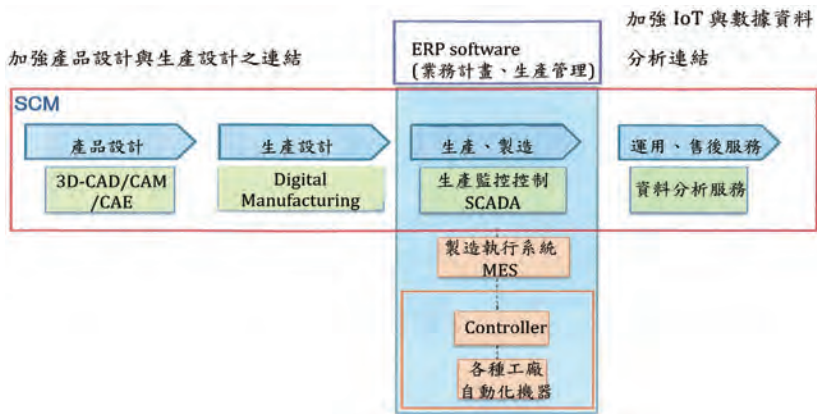 加強產品設計與生產設計之連結
ERP software
(業務計畫、生產管理)
加強 IoT 與數據資料
分析連結
SCM
產品設計
生產設計
生產、製造
運用、售後服務
3D-CAD/CAM
/CAE
Digital
Manufacturing
生產監控控制
SCADA
資料分析服務
製造執行系統
MES
Controller
各種工廠
自動化機器